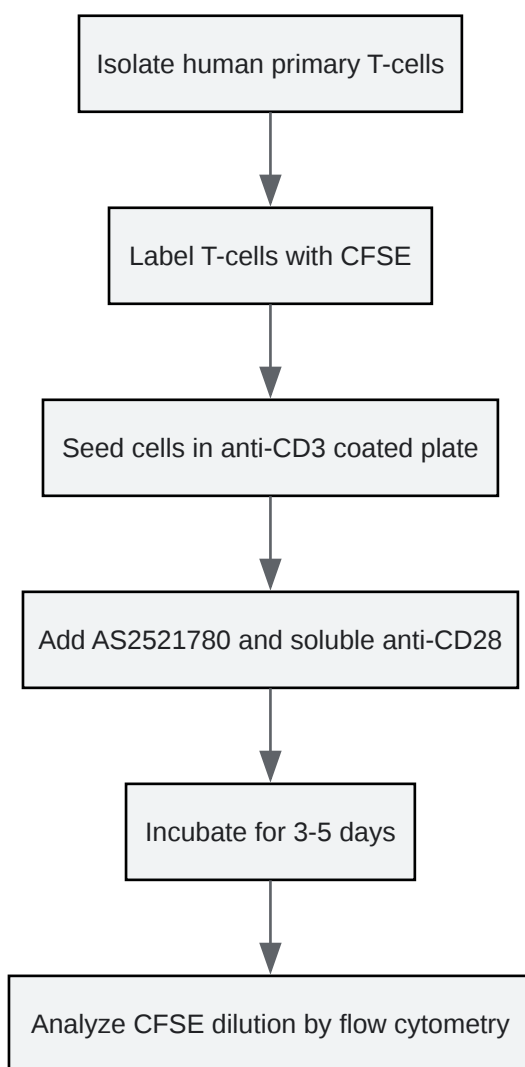 Isolate human primary T-cells
Label T-cells with CFSE
Seed cells in anti-CD3 coated plate
Add AS2521780 and soluble anti-CD28
Incubate for 3-5 days
Analyze CFSE dilution by flow cytometry